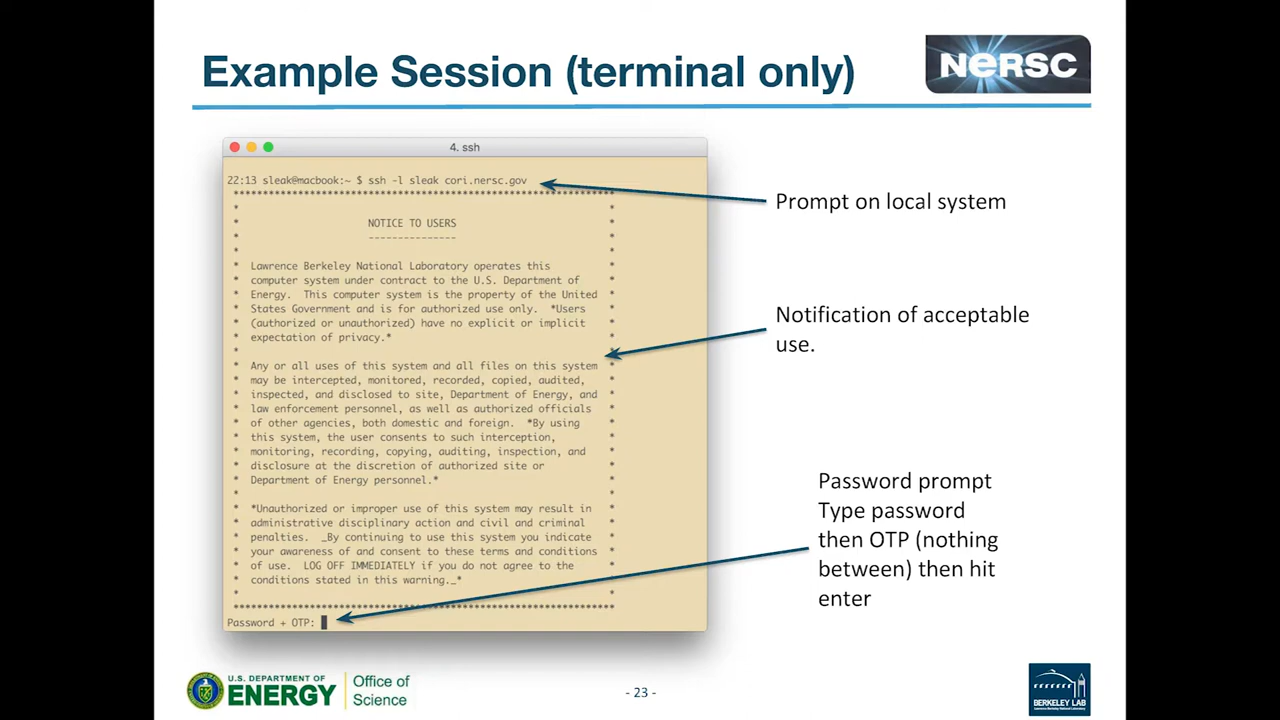 Example Session (terminal only)
NERSC
4. ssh
22:13 sleak@macbook:~ $ ssh -l sleak cori.nersc.gov
*****************************************************************
* *
* NOTICE TO USERS *
* --------------- *
* *
* Lawrence Berkeley National Laboratory operates this *
* computer system under contract to the U.S. Department of *
* Energy.  This computer system is the property of the United *
* States Government and is for authorized use only.  *Users *
* (authorized or unauthorized) have no explicit or implicit *
* expectation of privacy.* *
* *
* Any or all uses of this system and all files on this system *
* may be intercepted, monitored, recorded, copied, audited, *
* inspected, and disclosed to site, Department of Energy, and *
* law enforcement personnel, as well as authorized officials *
* of other agencies, both domestic and foreign.  *By using *
* this system, the user consents to such interception, *
* monitoring, recording, copying, auditing, inspection, and *
* disclosure at the discretion of authorized site or *
* Department of Energy personnel.* *
* *
* *Unauthorized or improper use of this system may result in *
* administrative disciplinary action and civil and criminal *
* penalties.  _By continuing to use this system you indicate *
* your awareness of and consent to these terms and conditions *
* of use.  LOG OFF IMMEDIATELY if you do not agree to the *
* conditions stated in this warning._* *
* *
*****************************************************************
Password + OTP:
Prompt on local system
Notification of acceptable
use.
Password prompt
Type password
then OTP (nothing
between) then hit
enter
U.S. DEPARTMENT OF
ENERGY
Office of
Science
- 23 -
BERKELEY LAB
Lawrence Berkeley National Laboratory